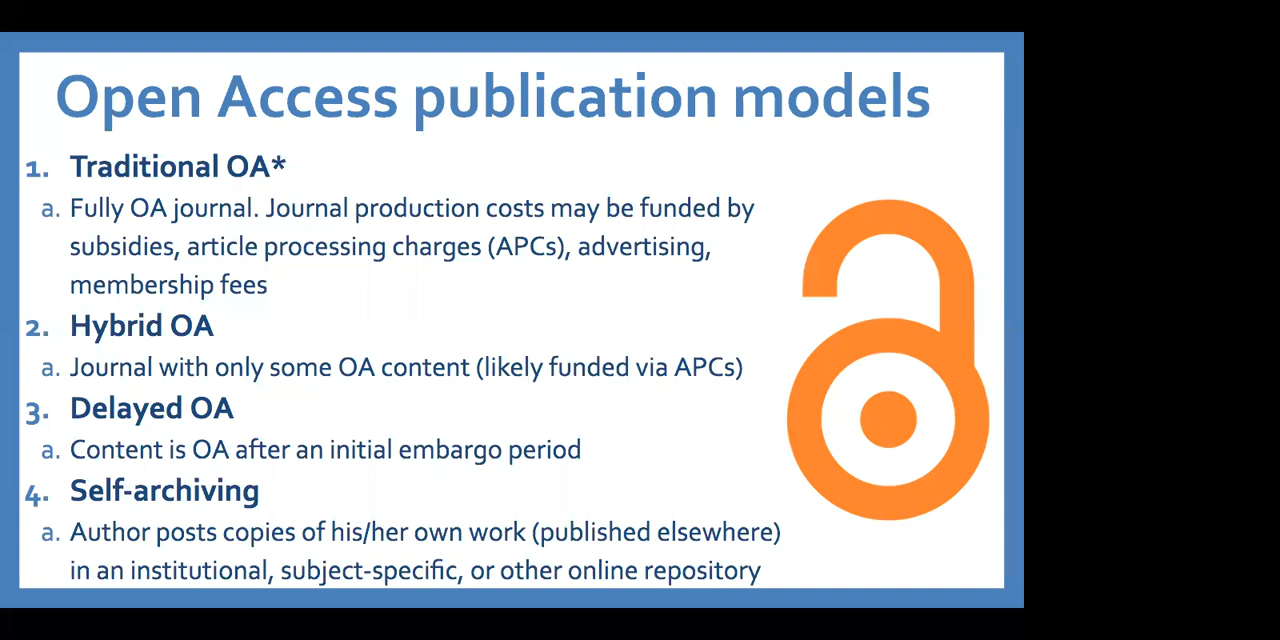 Open Access publication models
1. Traditional OA*
a. Fully OA journal. Journal production costs may be funded by
subsidies, article processing charges (APCs), advertising,
membership fees
2. Hybrid OA
a. Journal with only some OA content (likely funded via APCs)
3. Delayed OA
a. Content is OA after an initial embargo period
4. Self-archiving
a. Author posts copies of his/her own work (published elsewhere)
in an institutional, subject-specific, or other online repository